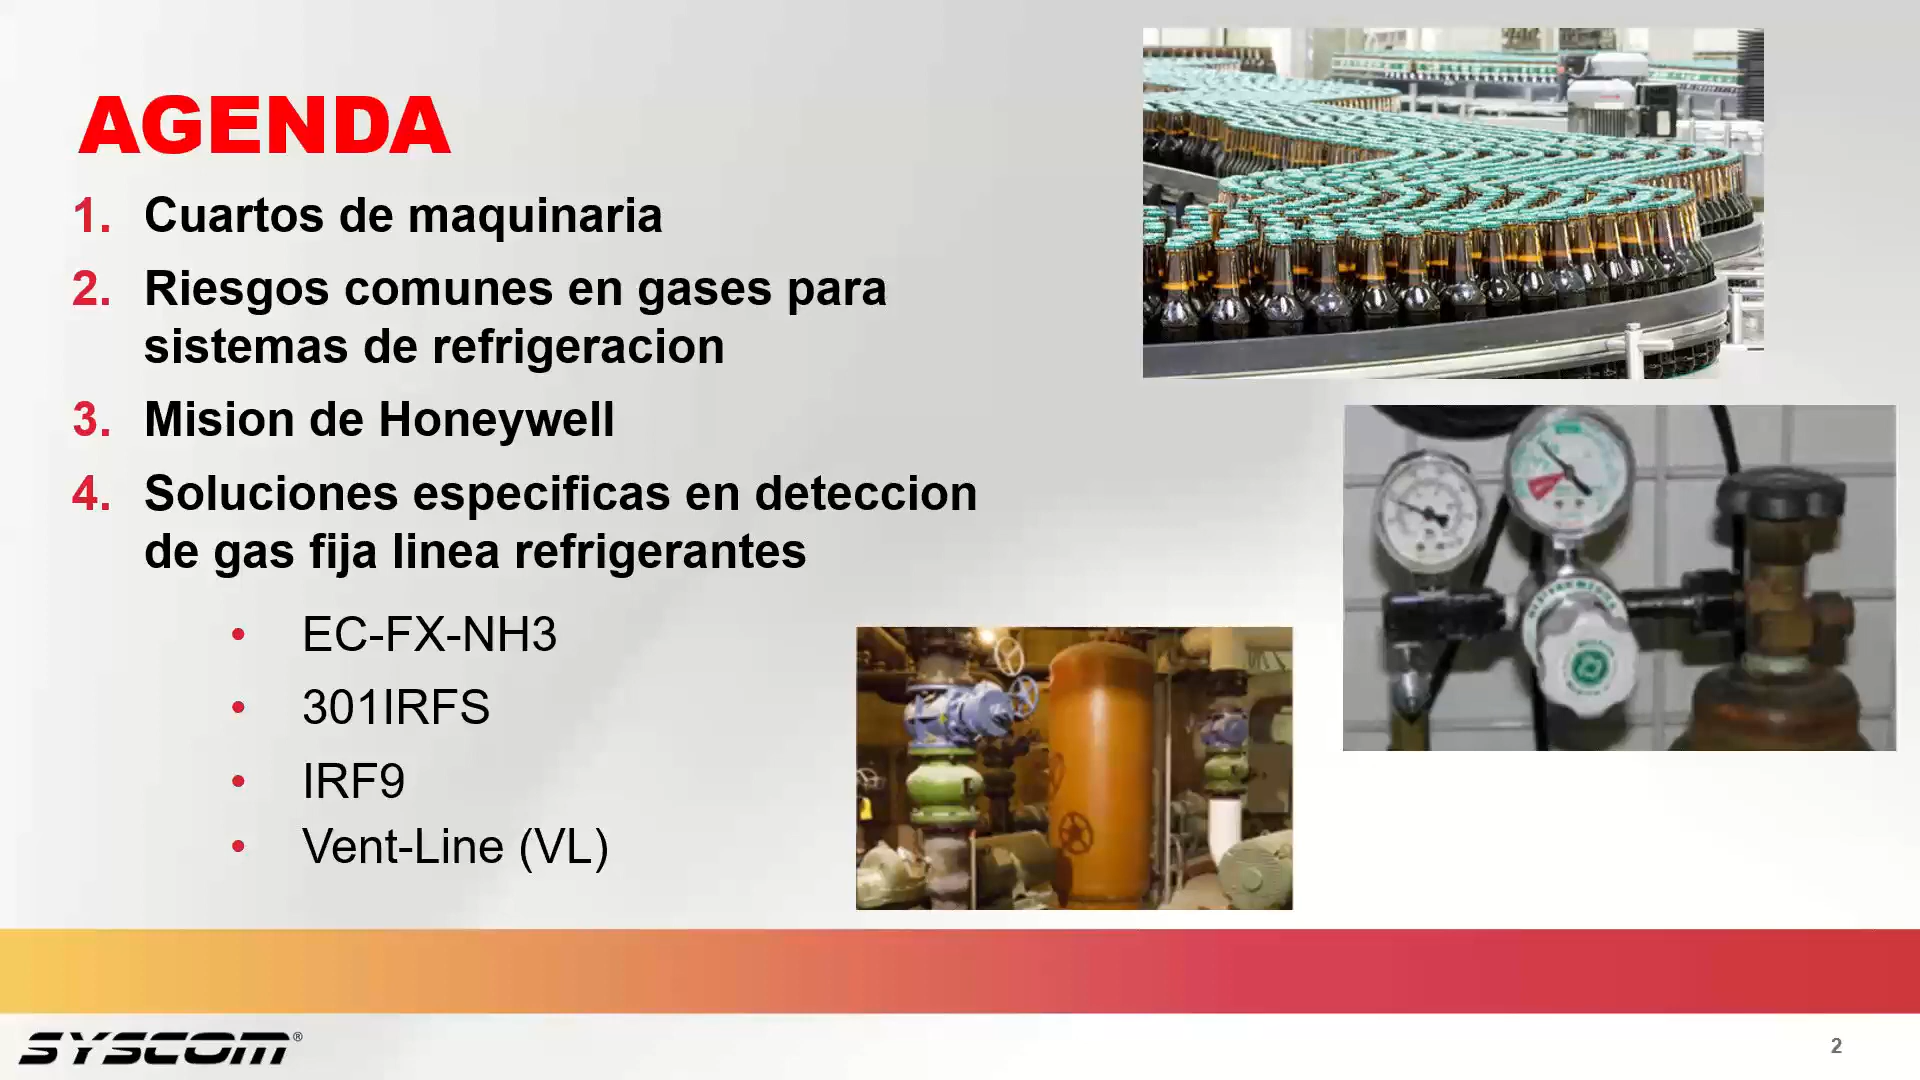 AGENDA
1. Cuartos de maquinaria
2. Riesgos comunes en gases para
sistemas de refrigeracion
3. Mision de Honeywell
4. Soluciones especificas en deteccion
de gas fija linea refrigerantes
• EC-FX-NH3
• 301IRFS
• IRF9
• Vent-Line (VL)
SYSCOM®
2